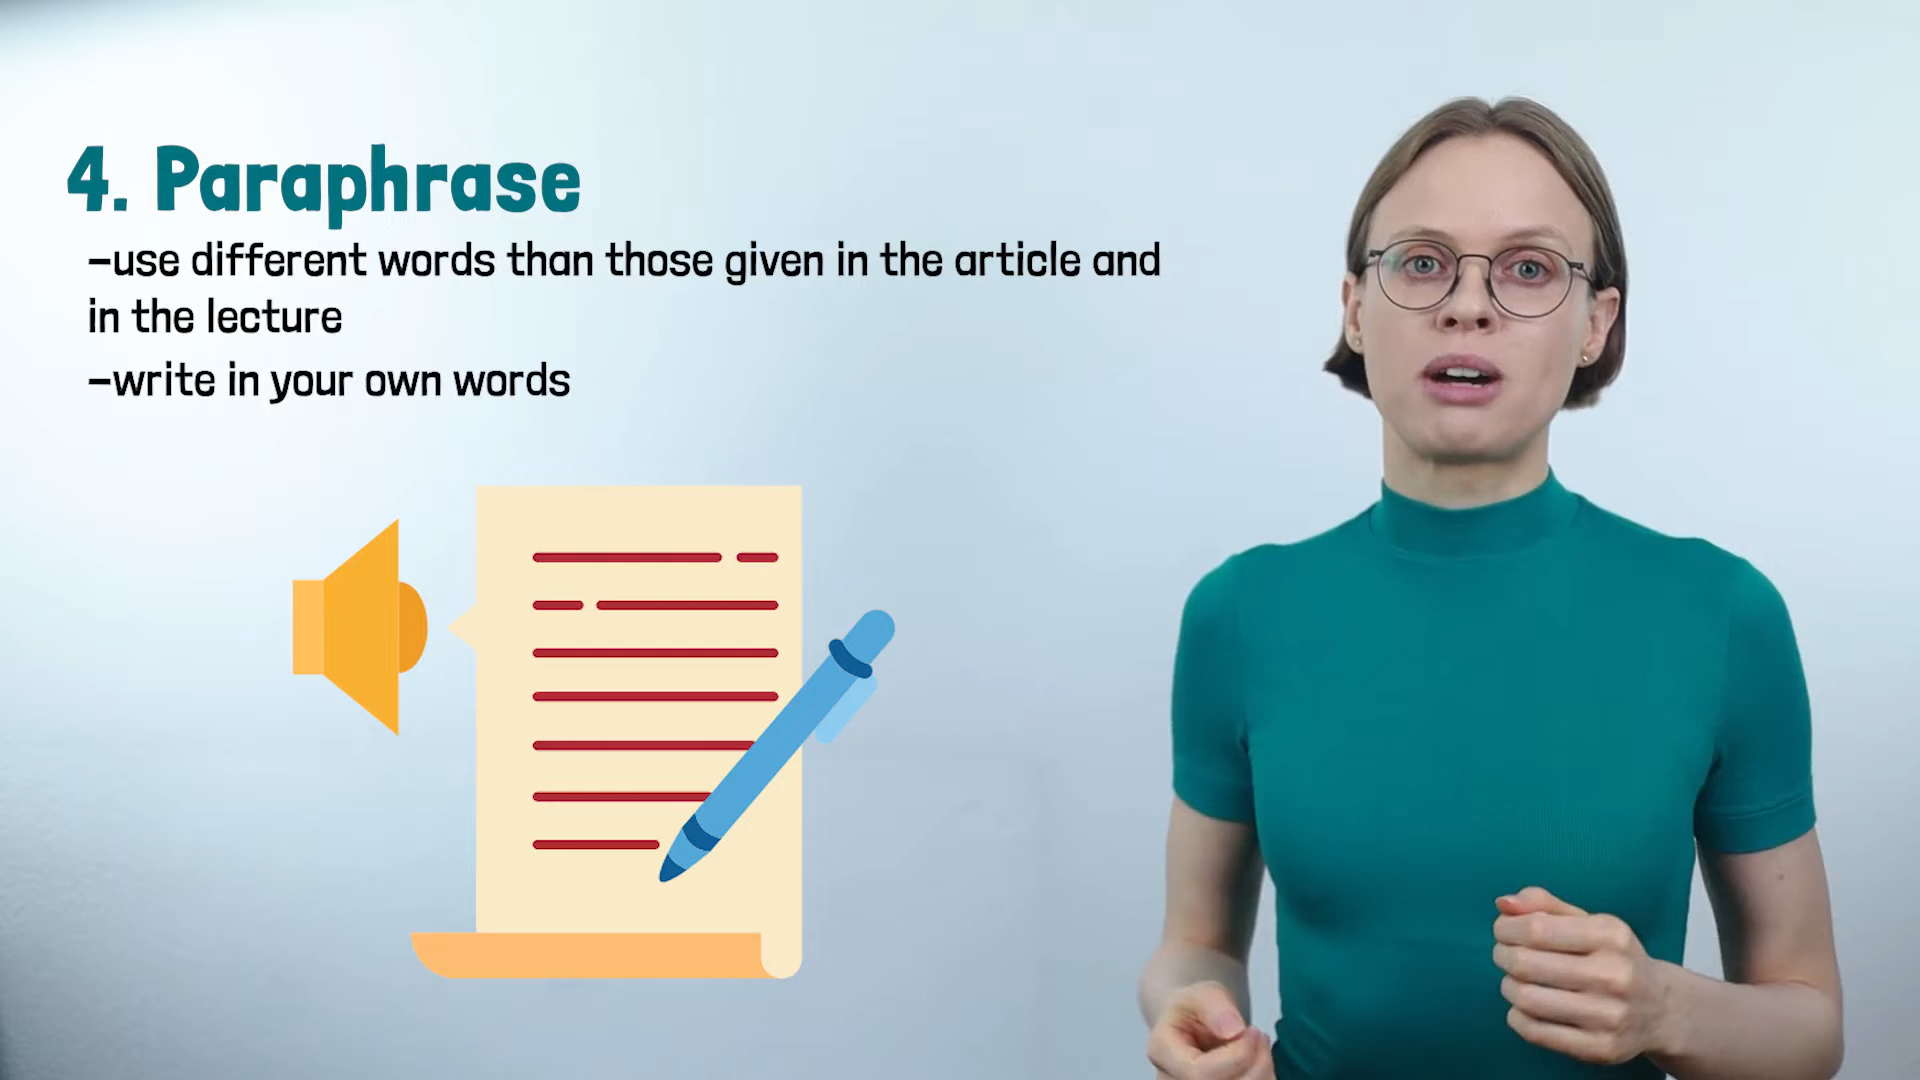 4. Paraphrase
–use different words than those given in the article and
in the lecture
–write in your own words